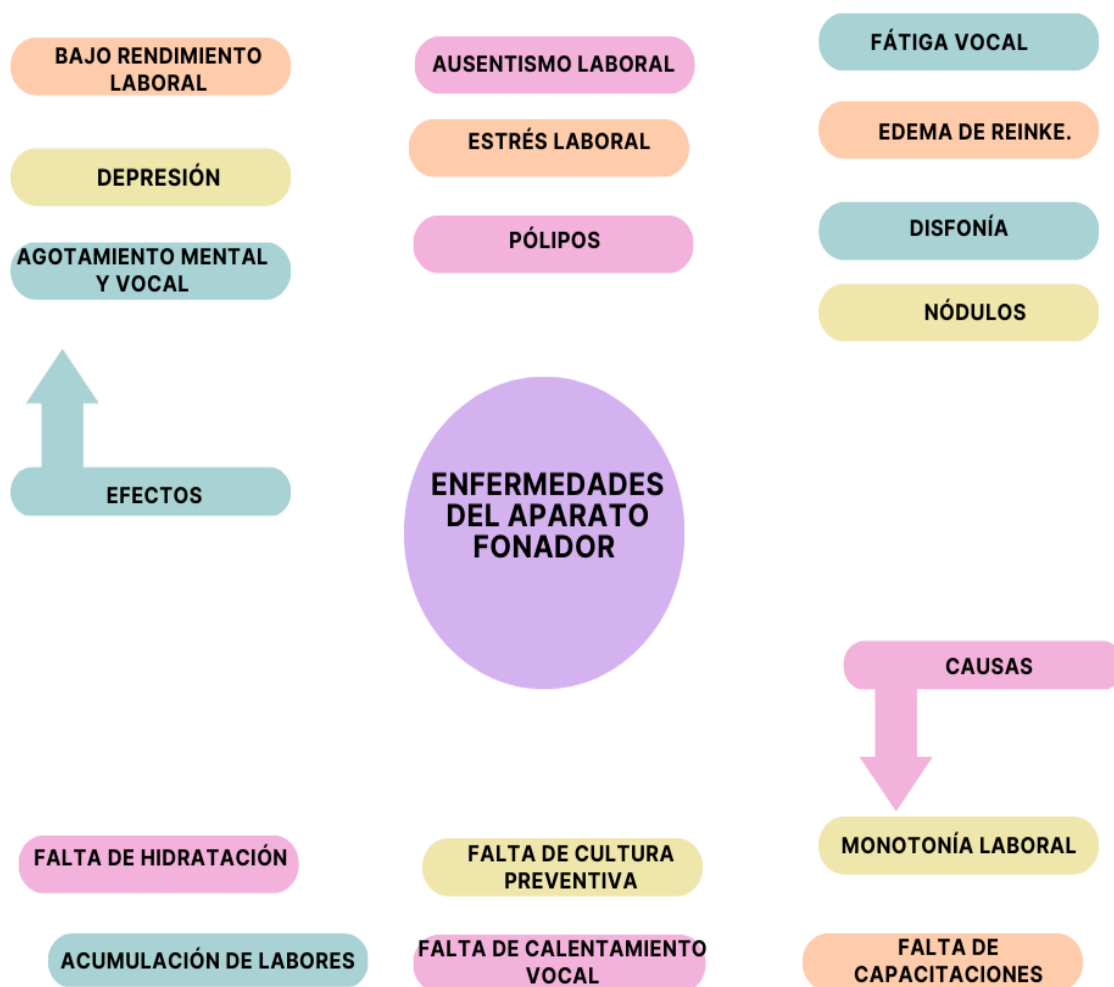 BAJO RENDIMIENTO
LABORAL
AUSENTISMO LABORAL
FÁTIGA VOCAL
ESTRÉS LABORAL
EDEMA DE REINKE.
DEPRESIÓN
PÓLIPOS
DISFONÍA
AGOTAMIENTO MENTAL
Y VOCAL
NÓDULOS
EFECTOS
ENFERMEDADES
DEL APARATO
FONADOR
CAUSAS
MONOTONÍA LABORAL
FALTA DE HIDRATACIÓN
FALTA DE CULTURA
PREVENTIVA
ACUMULACIÓN DE LABORES
FALTA DE CALENTAMIENTO
VOCAL
FALTA DE
CAPACITACIONES